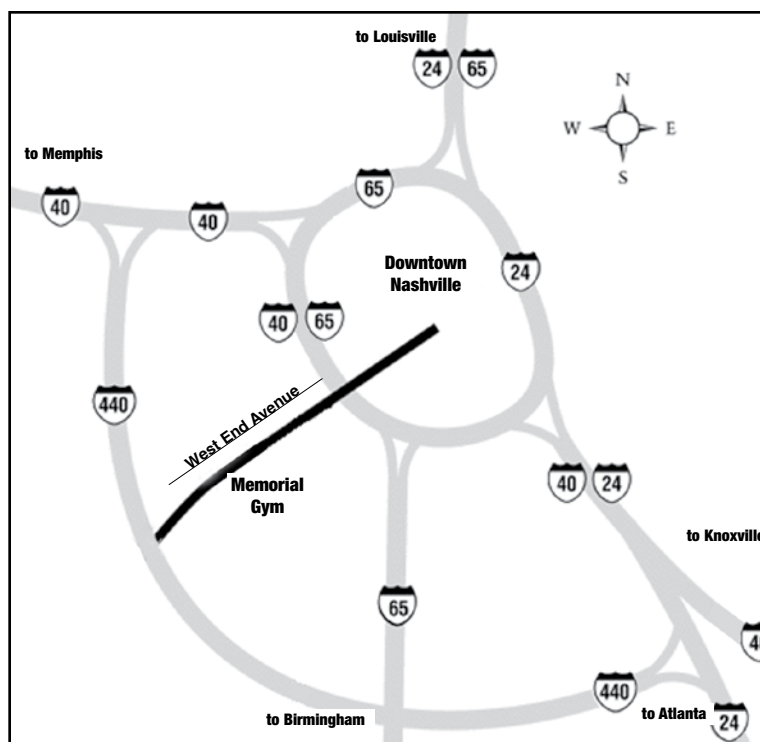 to Louisville
24 65
N
W E
S
to Memphis
65
40
40
Downtown
Nashville
24
40 65
West End Avenue
440
Memorial
Gym
40 24
to Knoxville
65
440
to Atlanta
to Birmingham
24